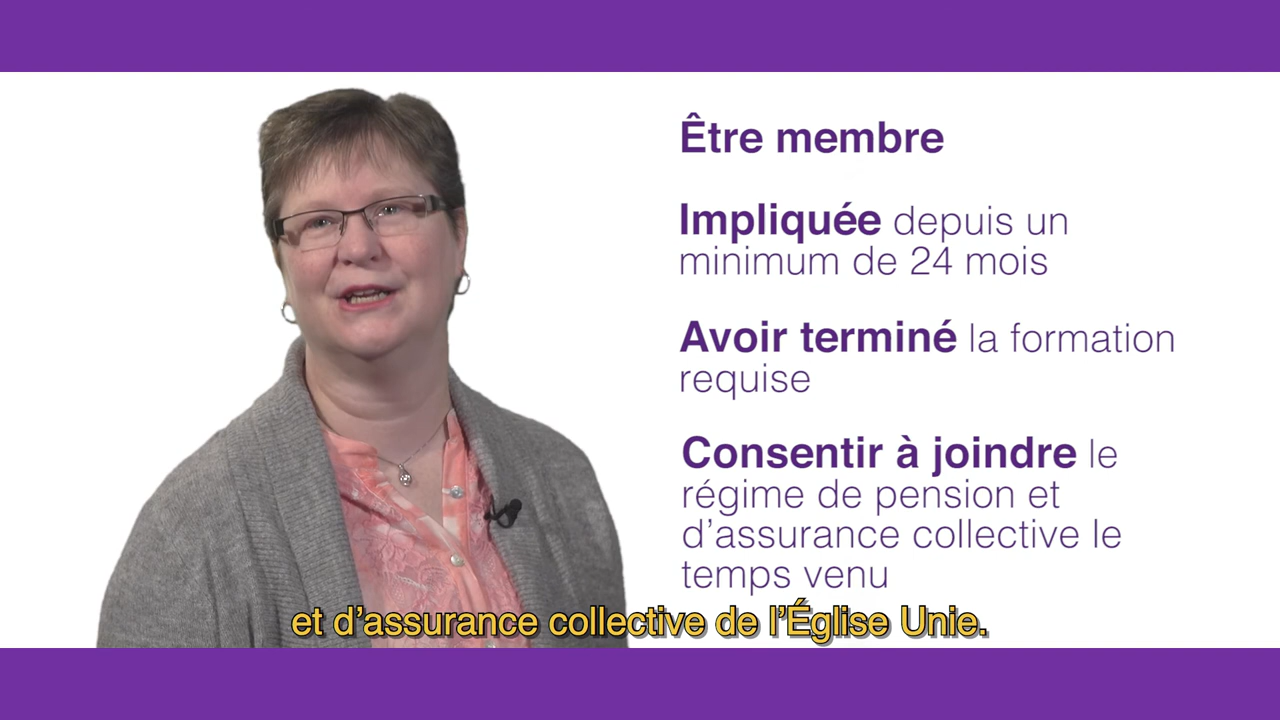 Être membre
Impliquée depuis un
minimum de 24 mois
Avoir terminé la formation
requise
Consentir à joindre le
régime de pension et
d’assurance collective le
temps venu
et d’assurance collective de l’Église Unie.